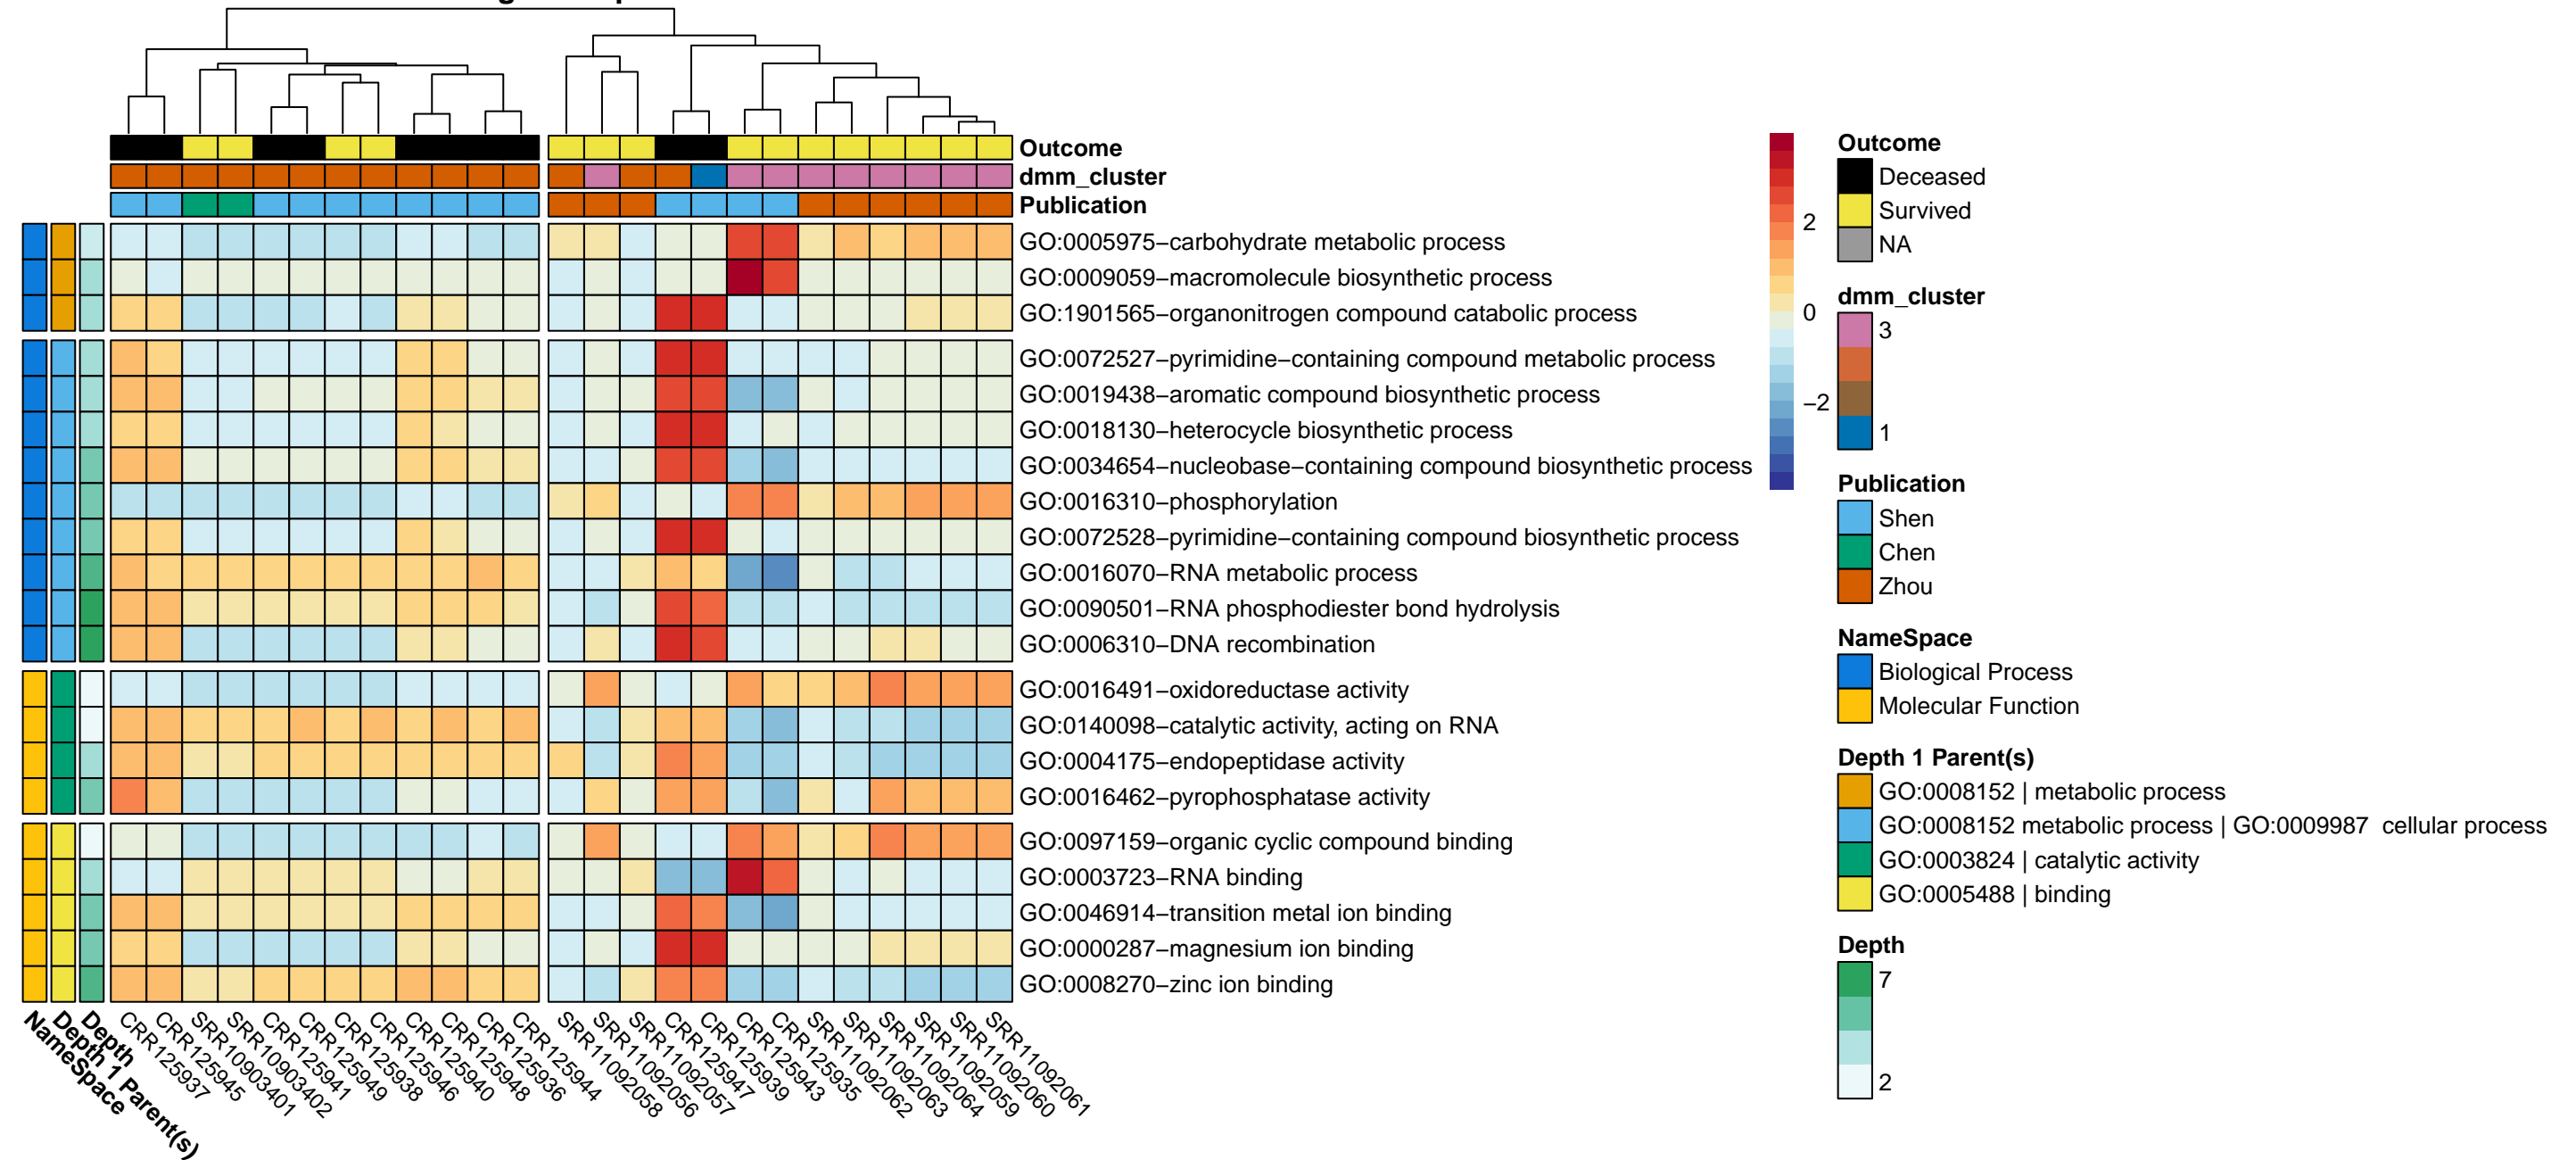 Outcome
dmm_cluster
Publication
GO:0005975−carbohydrate metabolic process
GO:0009059−macromolecule biosynthetic process
GO:1901565−organonitrogen compound catabolic process
GO:0072527−pyrimidine−containing compound metabolic process
GO:0019438−aromatic compound biosynthetic process
GO:0018130−heterocycle biosynthetic process
GO:0034654−nucleobase−containing compound biosynthetic process
GO:0016310−phosphorylation
GO:0072528−pyrimidine−containing compound biosynthetic process
GO:0016070−RNA metabolic process
GO:0090501−RNA phosphodiester bond hydrolysis
GO:0006310−DNA recombination
GO:0016491−oxidoreductase activity
GO:0140098−catalytic activity, acting on RNA
GO:0004175−endopeptidase activity
GO:0016462−pyrophosphatase activity
GO:0097159−organic cyclic compound binding
GO:0003723−RNA binding
GO:0046914−transition metal ion binding
GO:0000287−magnesium ion binding
GO:0008270−zinc ion binding
NameSpace
Depth 1 Parent(s)
Depth
CRR125937
CRR125945
SRR10903401
SRR10903402
CRR125941
CRR125949
CRR125938
CRR125946
CRR125940
CRR125948
CRR125936
CRR125944
SRR11092058
SRR11092056
SRR11092057
CRR125947
CRR125939
CRR125943
CRR125935
SRR11092062
SRR11092063
SRR11092064
SRR11092059
SRR11092060
SRR11092061
2
0
−2
Outcome
Deceased
Survived
NA
dmm_cluster
3
1
Publication
Shen
Chen
Zhou
NameSpace
Biological Process
Molecular Function
Depth 1 Parent(s)
GO:0008152 | metabolic process
GO:0008152 metabolic process | GO:0009987  cellular process
GO:0003824 | catalytic activity
GO:0005488 | binding
Depth
7
2